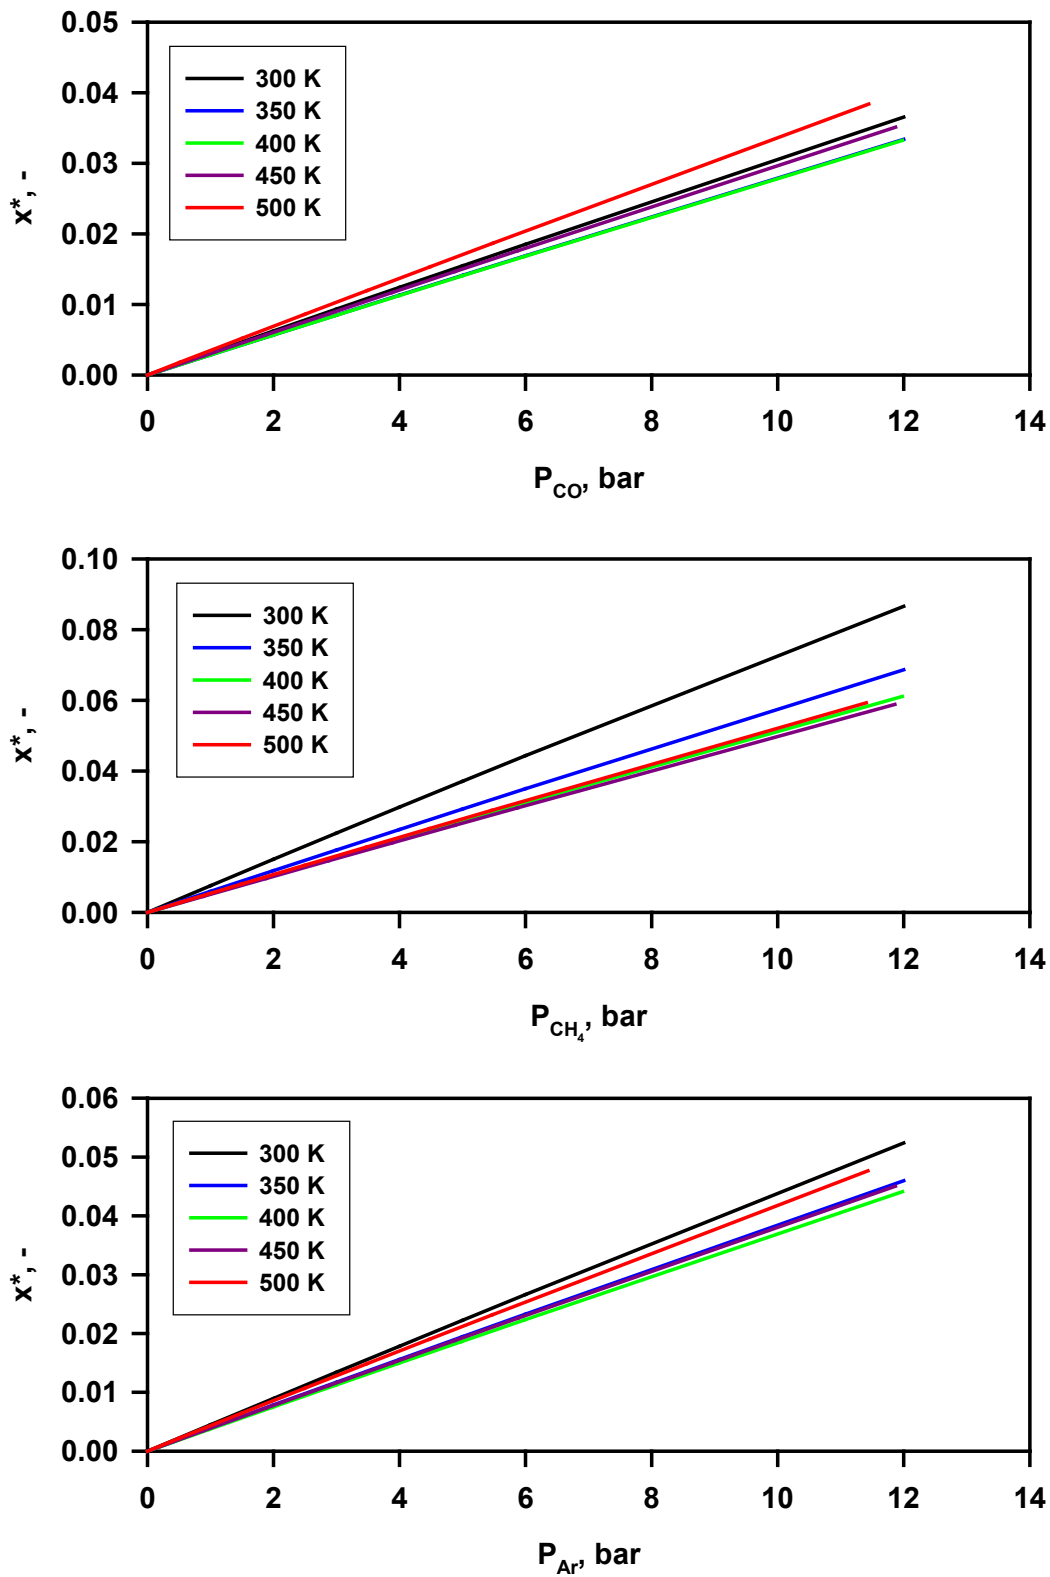 0.05
0.04
0.03
0.02
0.01
0.00
x*, -
300 K
350 K
400 K
450 K
500 K
0 2 4 6 8 10 12 14
P_CO, bar
0.10
0.08
0.06
0.04
0.02
0.00
x*, -
300 K
350 K
400 K
450 K
500 K
0 2 4 6 8 10 12 14
P_CH₄, bar
0.06
0.05
0.04
0.03
0.02
0.01
0.00
x*, -
300 K
350 K
400 K
450 K
500 K
0 2 4 6 8 10 12 14
P_Ar, bar